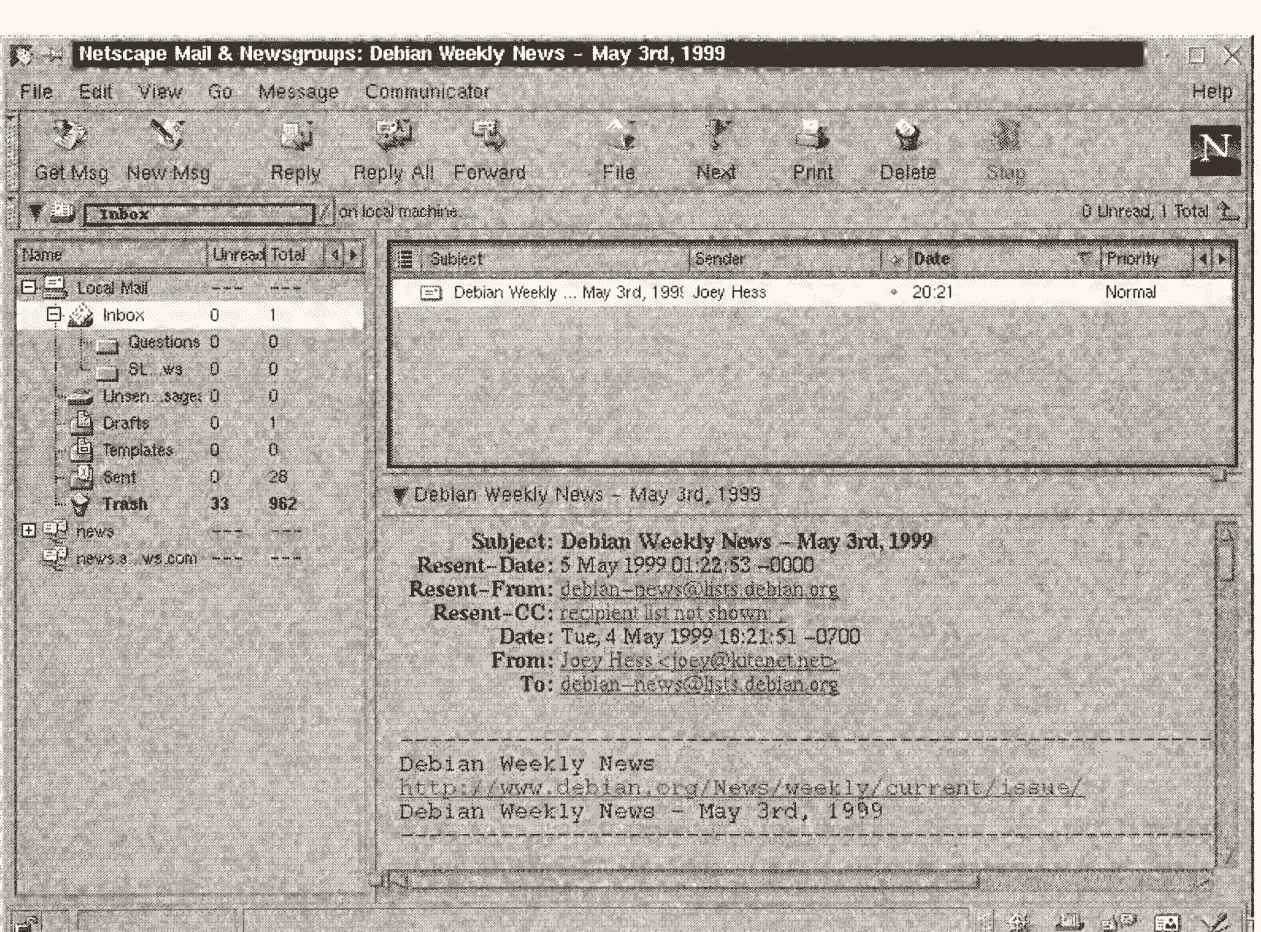 Netscape Mail & Newsgroups: Debian Weekly News - May 3rd, 1999
File Edit View Go Message Communicator Help
Get Msg New Msg Reply Reply All Forward File Next Print Delete Stop
N
Inbox on local machine. 0 Unread, 1 Total
Name Unread Total
Local Mail --- ---
Inbox 0 1
Questions 0 0
St...ws 0 0
Unsen...sages 0 0
Drafts 0 1
Templates 0 0
Sent 0 28
Trash 33 962
news --- ---
news.a...ws.com --- ---
Subject Sender Date Priority
Debian Weekly ... May 3rd, 199 Joey Hess 20:21 Normal
Debian Weekly News - May 3rd, 1999
Subject: Debian Weekly News - May 3rd, 1999
Resent-Date: 5 May 1999 01:22:53 -0000
Resent-From: debian-news@lists.debian.org
Resent-CC: recipient list not shown: ;
Date: Tue, 4 May 1999 18:21:51 -0700
From: Joey Hess <joey@kitenet.net>
To: debian-news@lists.debian.org
Debian Weekly News
http://www.debian.org/News/weekly/current/issue/
Debian Weekly News - May 3rd, 1999